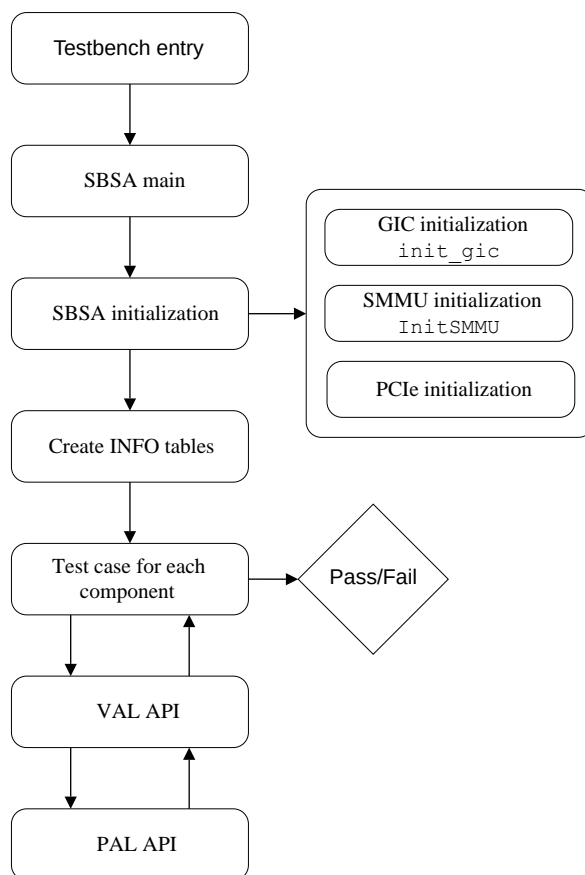 Testbench entry
SBSA main
SBSA initialization
GIC initialization
init_gic
SMMU initialization
InitSMMU
PCIe initialization
Create INFO tables
Test case for each
component
Pass/Fail
VAL API
PAL API